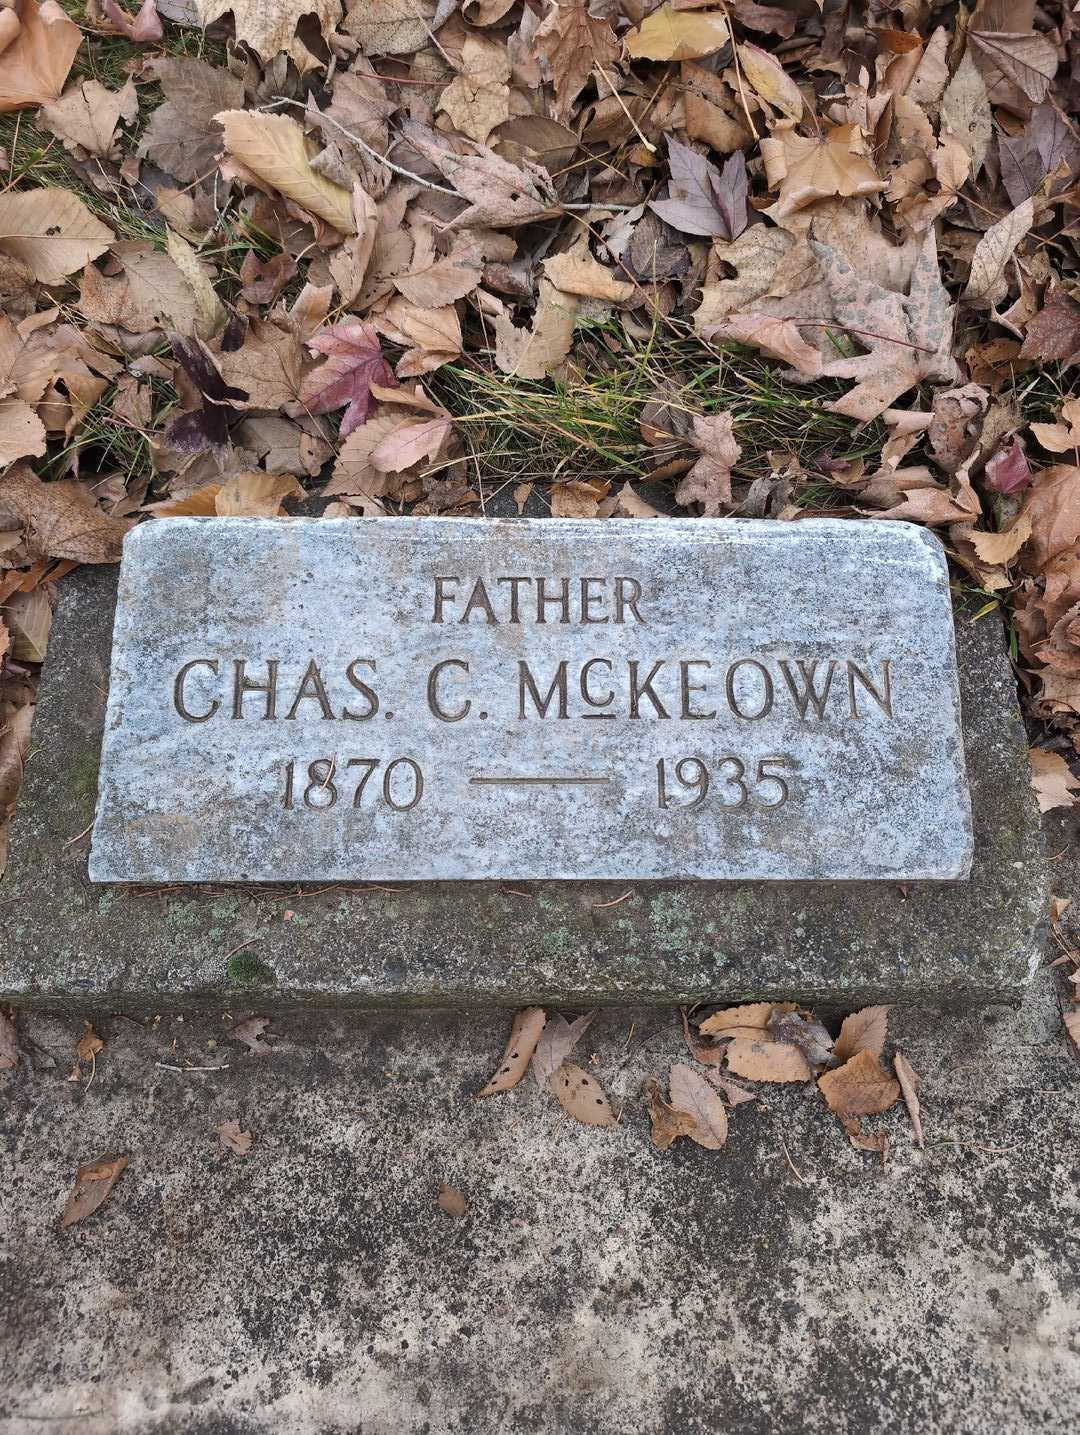 FATHER
CHAS. C. McKEOWN
1870 — 1935